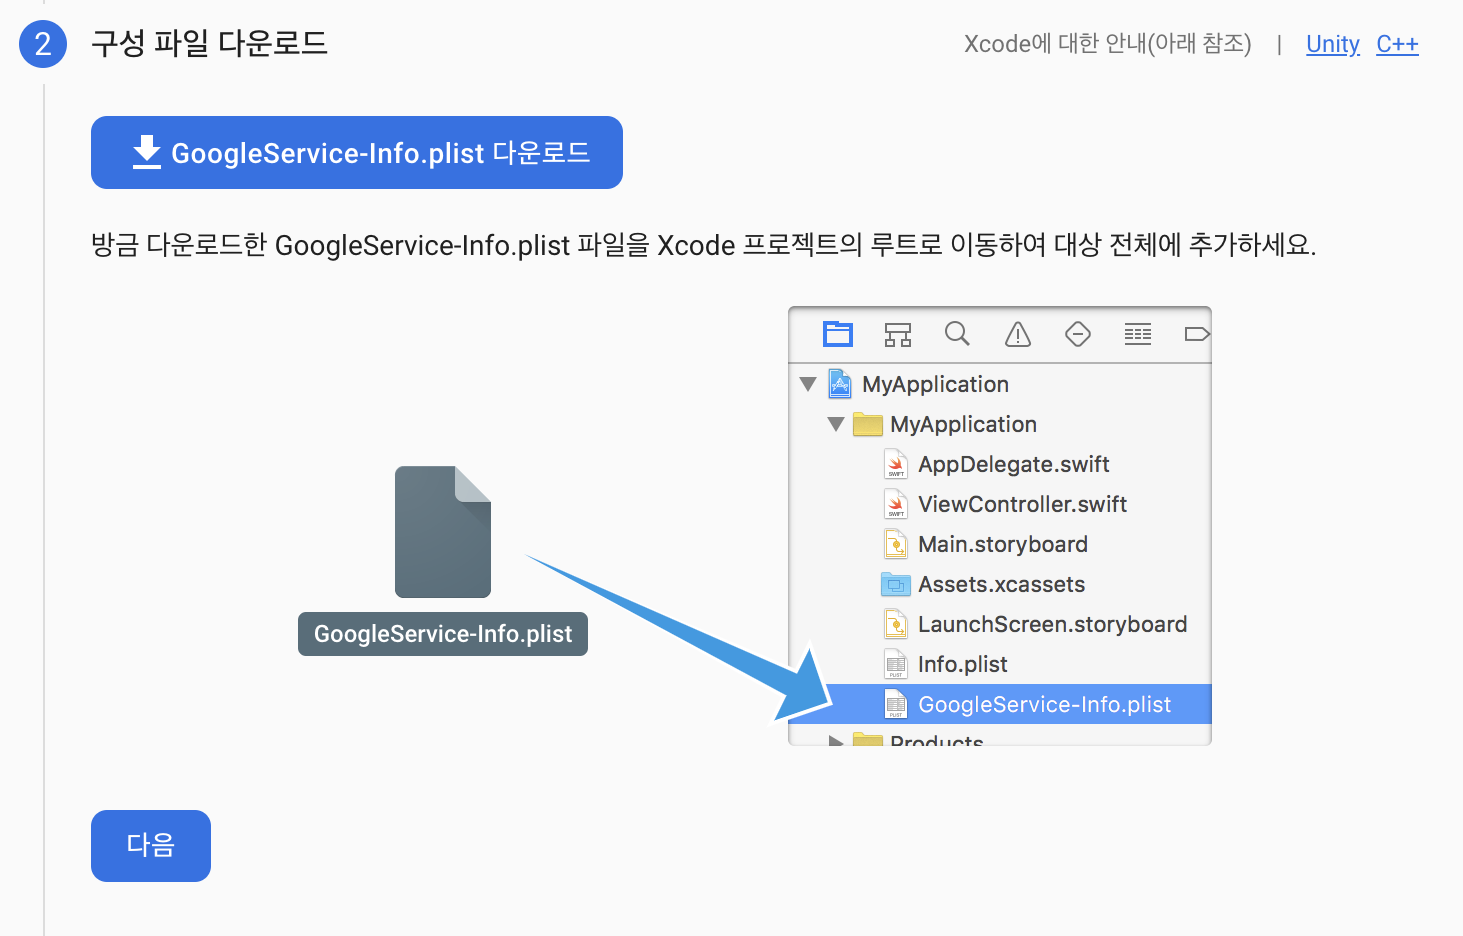 2 구성 파일 다운로드
Xcode에 대한 안내(아래 참조) | Unity C++
GoogleService-Info.plist 다운로드
방금 다운로드한 GoogleService-Info.plist 파일을 Xcode 프로젝트의 루트로 이동하여 대상 전체에 추가하세요.
GoogleService-Info.plist
MyApplication
MyApplication
SWIFT AppDelegate.swift
SWIFT ViewController.swift
Main.storyboard
Assets.xcassets
LaunchScreen.storyboard
PLIST Info.plist
PLIST GoogleService-Info.plist
Products
다음